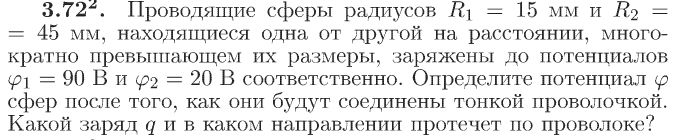 3.72². Проводящие сферы радиусов R₁ = 15 мм и R₂ =
= 45 мм, находящиеся одна от другой на расстоянии, много-
кратно превышающем их размеры, заряжены до потенциалов
φ₁ = 90 В и φ₂ = 20 В соответственно. Определите потенциал φ
сфер после того, как они будут соединены тонкой проволочкой.
Какой заряд q и в каком направлении протечет по проволоке?